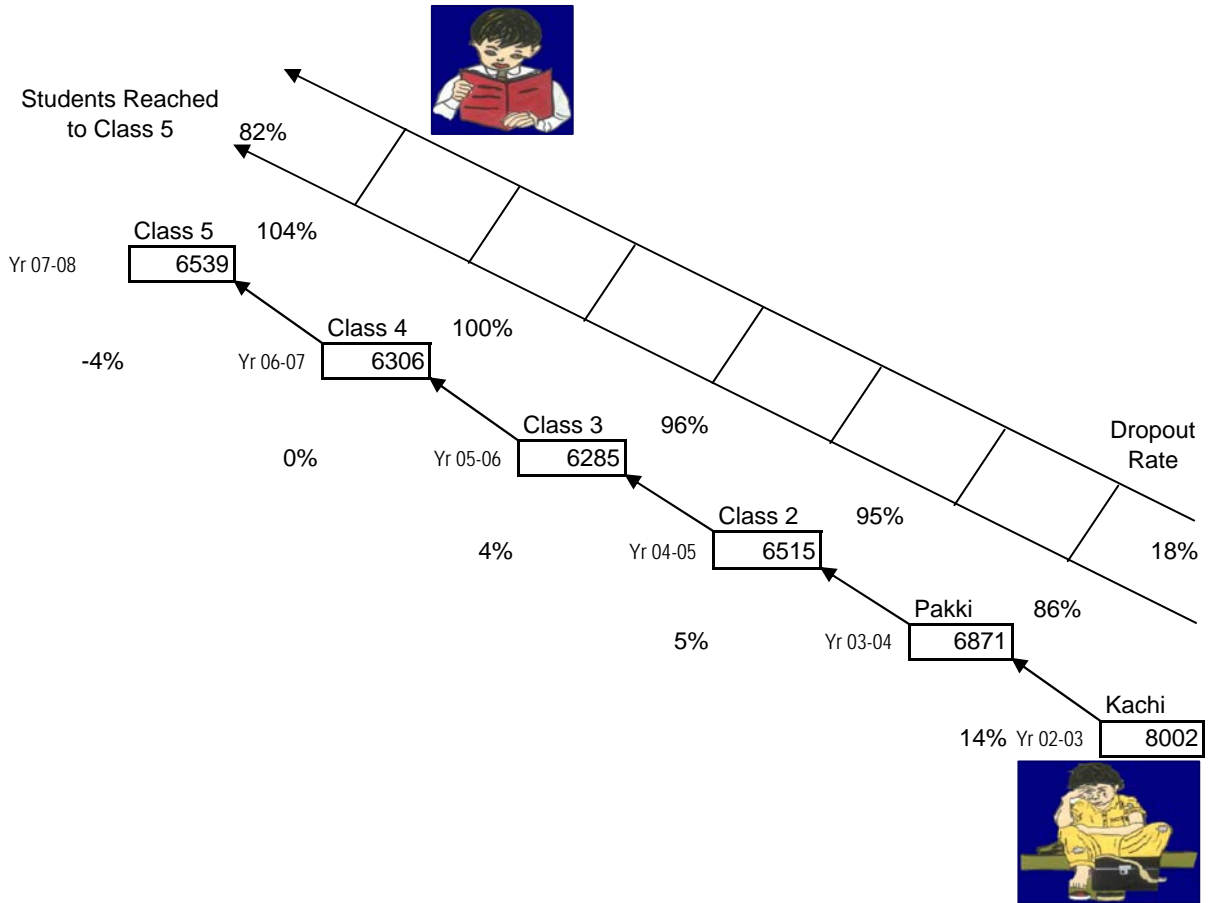 Students Reached
to Class 5
82%
Class 5 104%
Yr 07-08 6539
Class 4 100%
-4% Yr 06-07 6306
Class 3 96%
Dropout
Rate
0% Yr 05-06 6285
Class 2 95%
4% Yr 04-05 6515 18%
Pakki 86%
5% Yr 03-04 6871
Kachi
14% Yr 02-03 8002